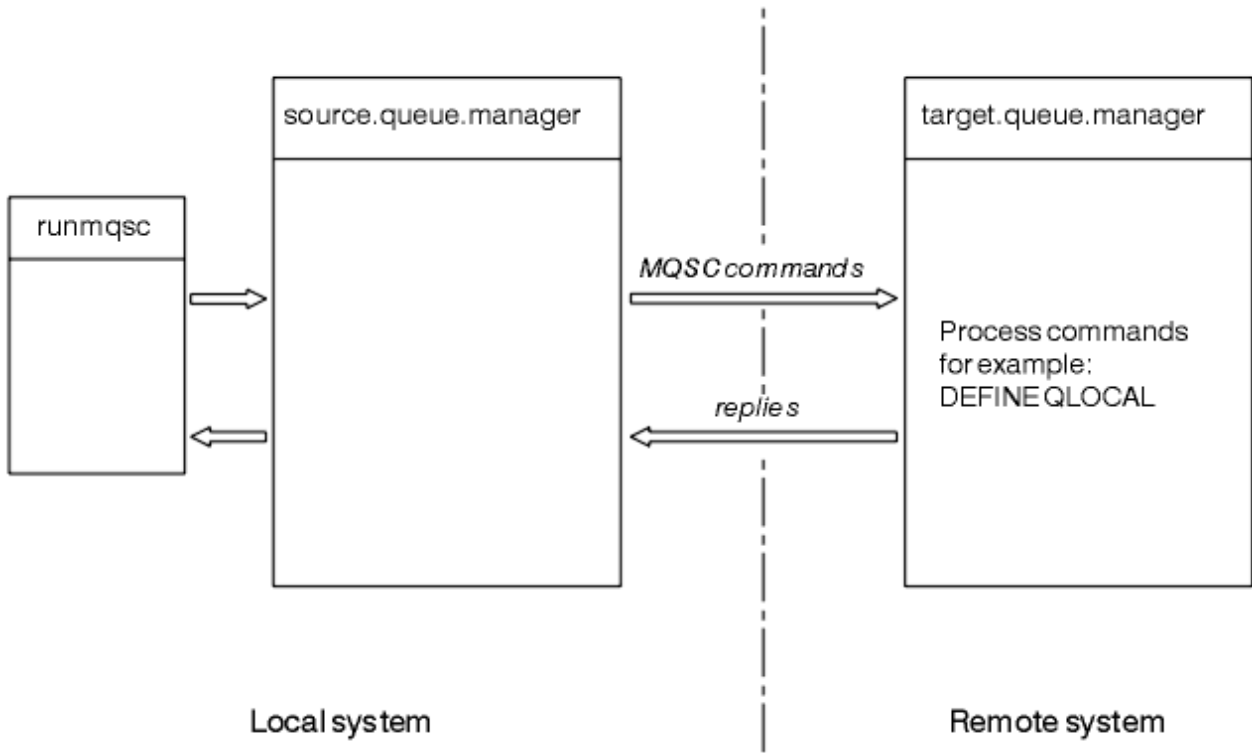 source.queue.manager
target.queue.manager
runmqsc
MQSC commands
Process commands
for example:
DEFINE QLOCAL
replies
Local system
Remote system